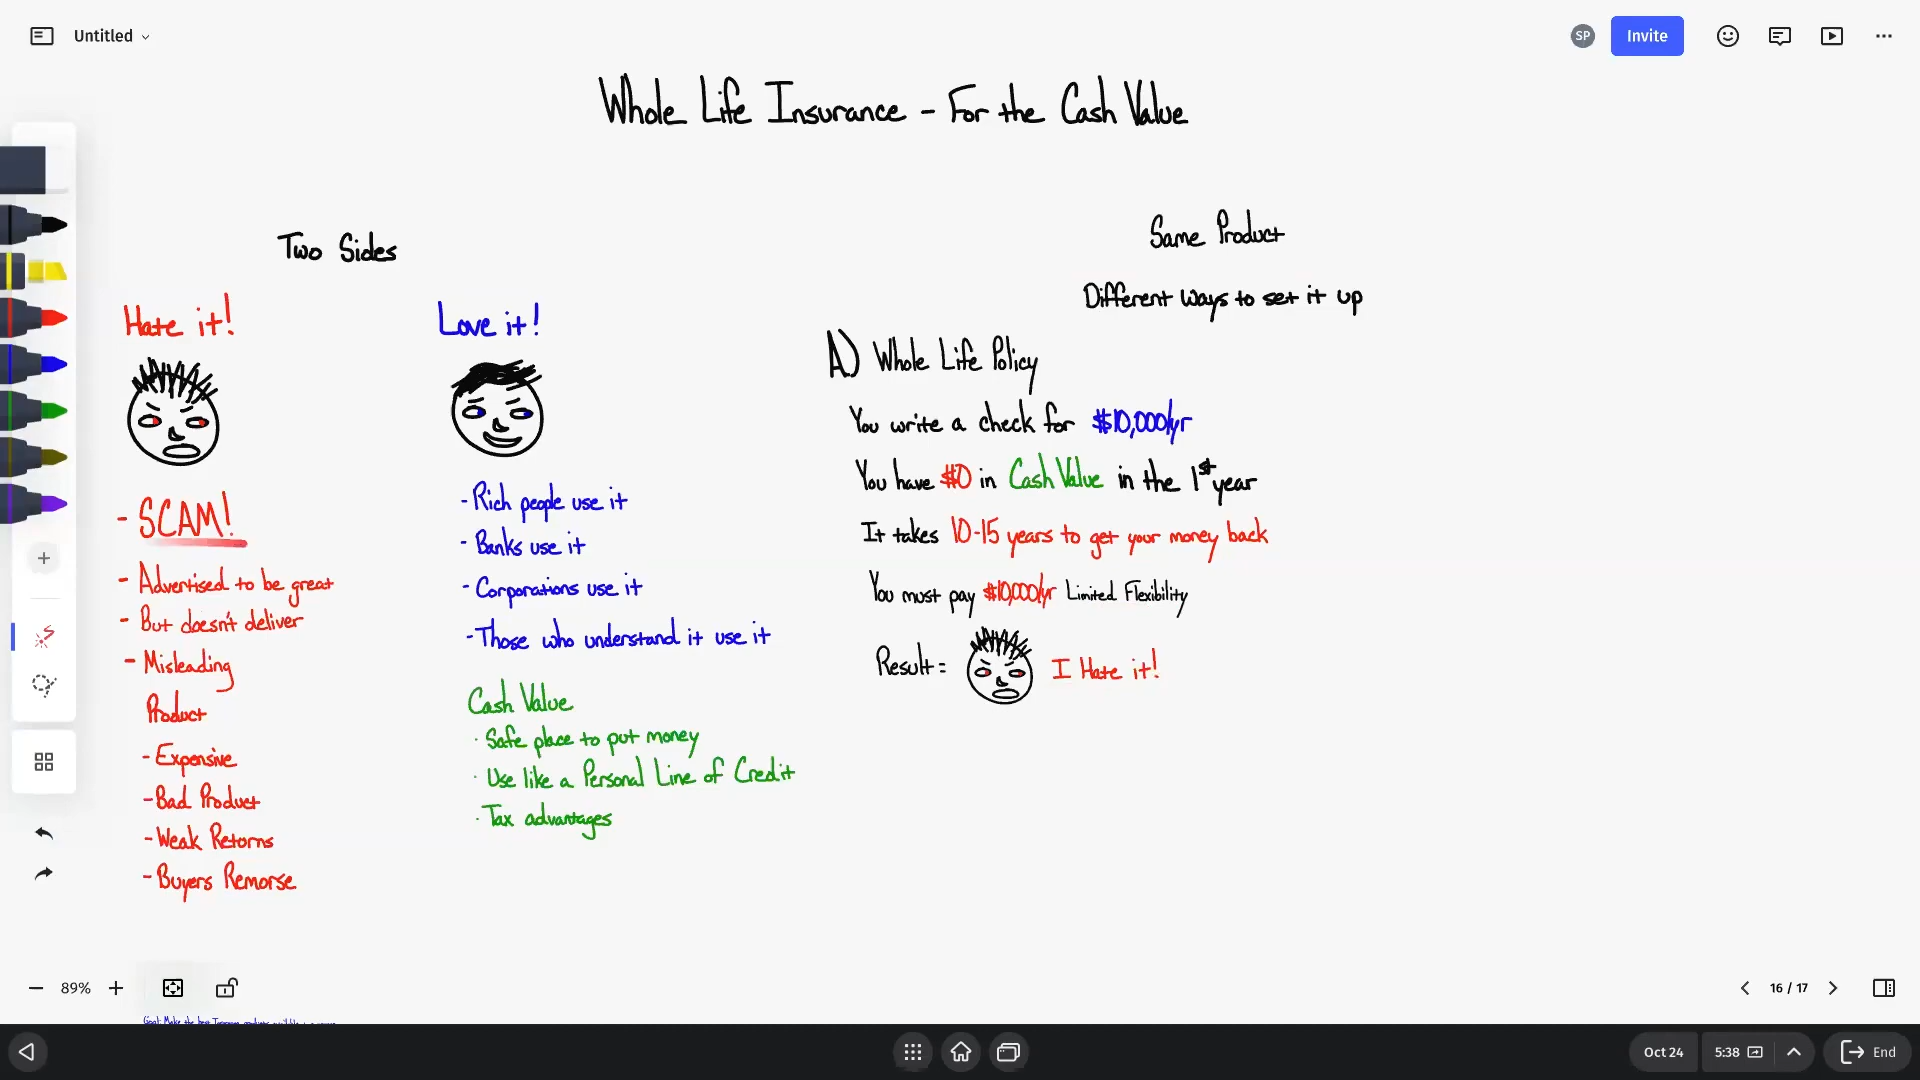 Untitled
SP
Invite
Whole Life Insurance - For the Cash Value
Two Sides
Hate it!
- SCAM!
- Advertised to be great
- But doesn't deliver
- Misleading
Product
- Expensive
- Bad Product
- Weak Returns
- Buyers Remorse
Love it!
- Rich people use it
- Banks use it
- Corporations use it
- Those who understand it use it
Cash Value
· Safe place to put money
· Use like a Personal Line of Credit
· Tax advantages
Same Product
Different ways to set it up
A) Whole Life Policy
You write a check for $10,000/yr
You have $0 in Cash Value in the 1st year
It takes 10-15 years to get your money back
You must pay $10,000/yr Limited Flexibility
Result = I Hate it!
89%
16 / 17
Goal: Make the best
Oct 24
5:38
End